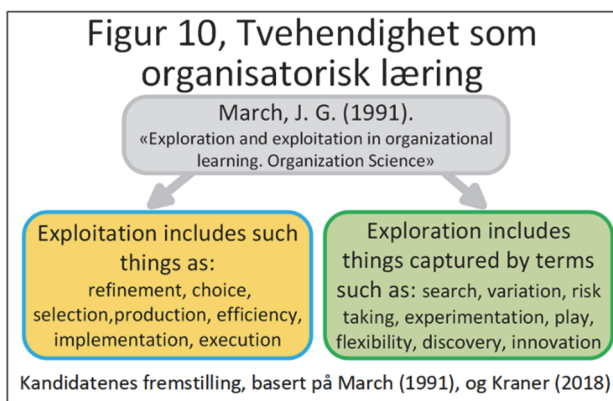 Figur 10, Tvehendighet som
organisatorisk læring
March, J. G. (1991).
«Exploration and exploitation in organizational
learning. Organization Science»
Exploitation includes such
things as:
refinement, choice,
selection,production, efficiency,
implementation, execution
Exploration includes
things captured by terms
such as: search, variation, risk
taking, experimentation, play,
flexibility, discovery, innovation
Kandidatenes fremstilling, basert på March (1991), og Kraner (2018)